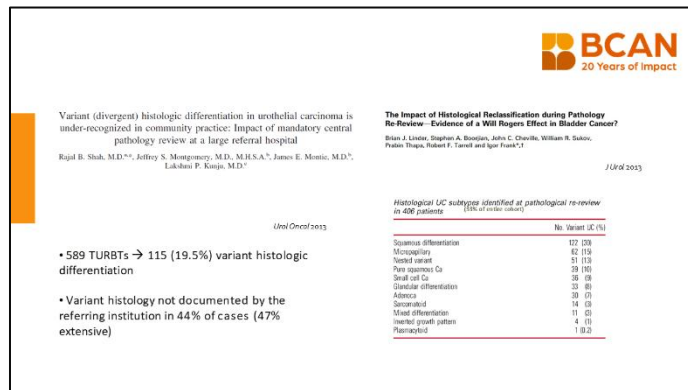 BCAN
20 Years of Impact
Variant (divergent) histologic differentiation in urothelial carcinoma is
under-recognized in community practice: Impact of mandatory central
pathology review at a large referral hospital
Rajal B. Shah, M.D., Jeffrey S. Montgomery, M.D., M.H.S.A., James E. Montie, M.D.,
Lakshmi P. Kunju, M.D.
Urol Oncol 2013
• 589 TURBTs → 115 (19.5%) variant histologic
differentiation
• Variant histology not documented by the
referring institution in 44% of cases (47%
extensive)
The Impact of Histological Reclassification during Pathology
Re-Review—Evidence of a Will Rogers Effect in Bladder Cancer?
Brian J. Linder, Stephen A. Boorjian, John C. Cheville, William R. Sukov,
Prabin Thapa, Robert F. Tarrell and Igor Frank*,†
J Urol 2013
Histological UC subtypes identified at pathological re-review
in 406 patients (33% of entire cohort)
No. Variant UC (%)
Squamous differentiation 122 (30)
Micropapillary 62 (15)
Nested variant 51 (13)
Pure squamous Ca 39 (10)
Small cell Ca 36 (9)
Glandular differentiation 33 (8)
Adenoca 30 (7)
Sarcomatoid 14 (3)
Mixed differentiation 11 (3)
Inverted growth pattern 4 (1)
Plasmacytoid 1 (0.2)